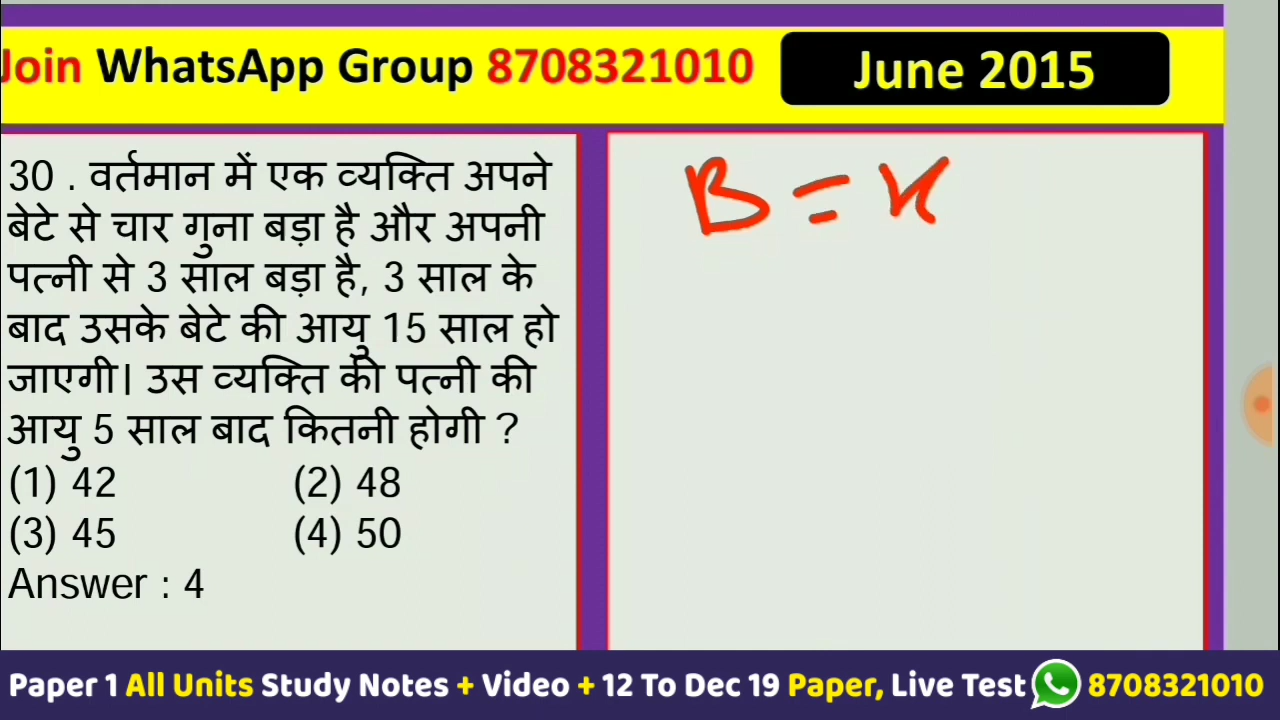 Join WhatsApp Group 8708321010
June 2015
30 . वर्तमान में एक व्यक्ति अपने
बेटे से चार गुना बड़ा है और अपनी
पत्नी से 3 साल बड़ा है, 3 साल के
बाद उसके बेटे की आयु 15 साल हो
जाएगी। उस व्यक्ति की पत्नी की
आयु 5 साल बाद कितनी होगी ?
(1) 42 (2) 48
(3) 45 (4) 50
Answer : 4
B = x
Paper 1 All Units Study Notes + Video + 12 To Dec 19 Paper, Live Test 8708321010